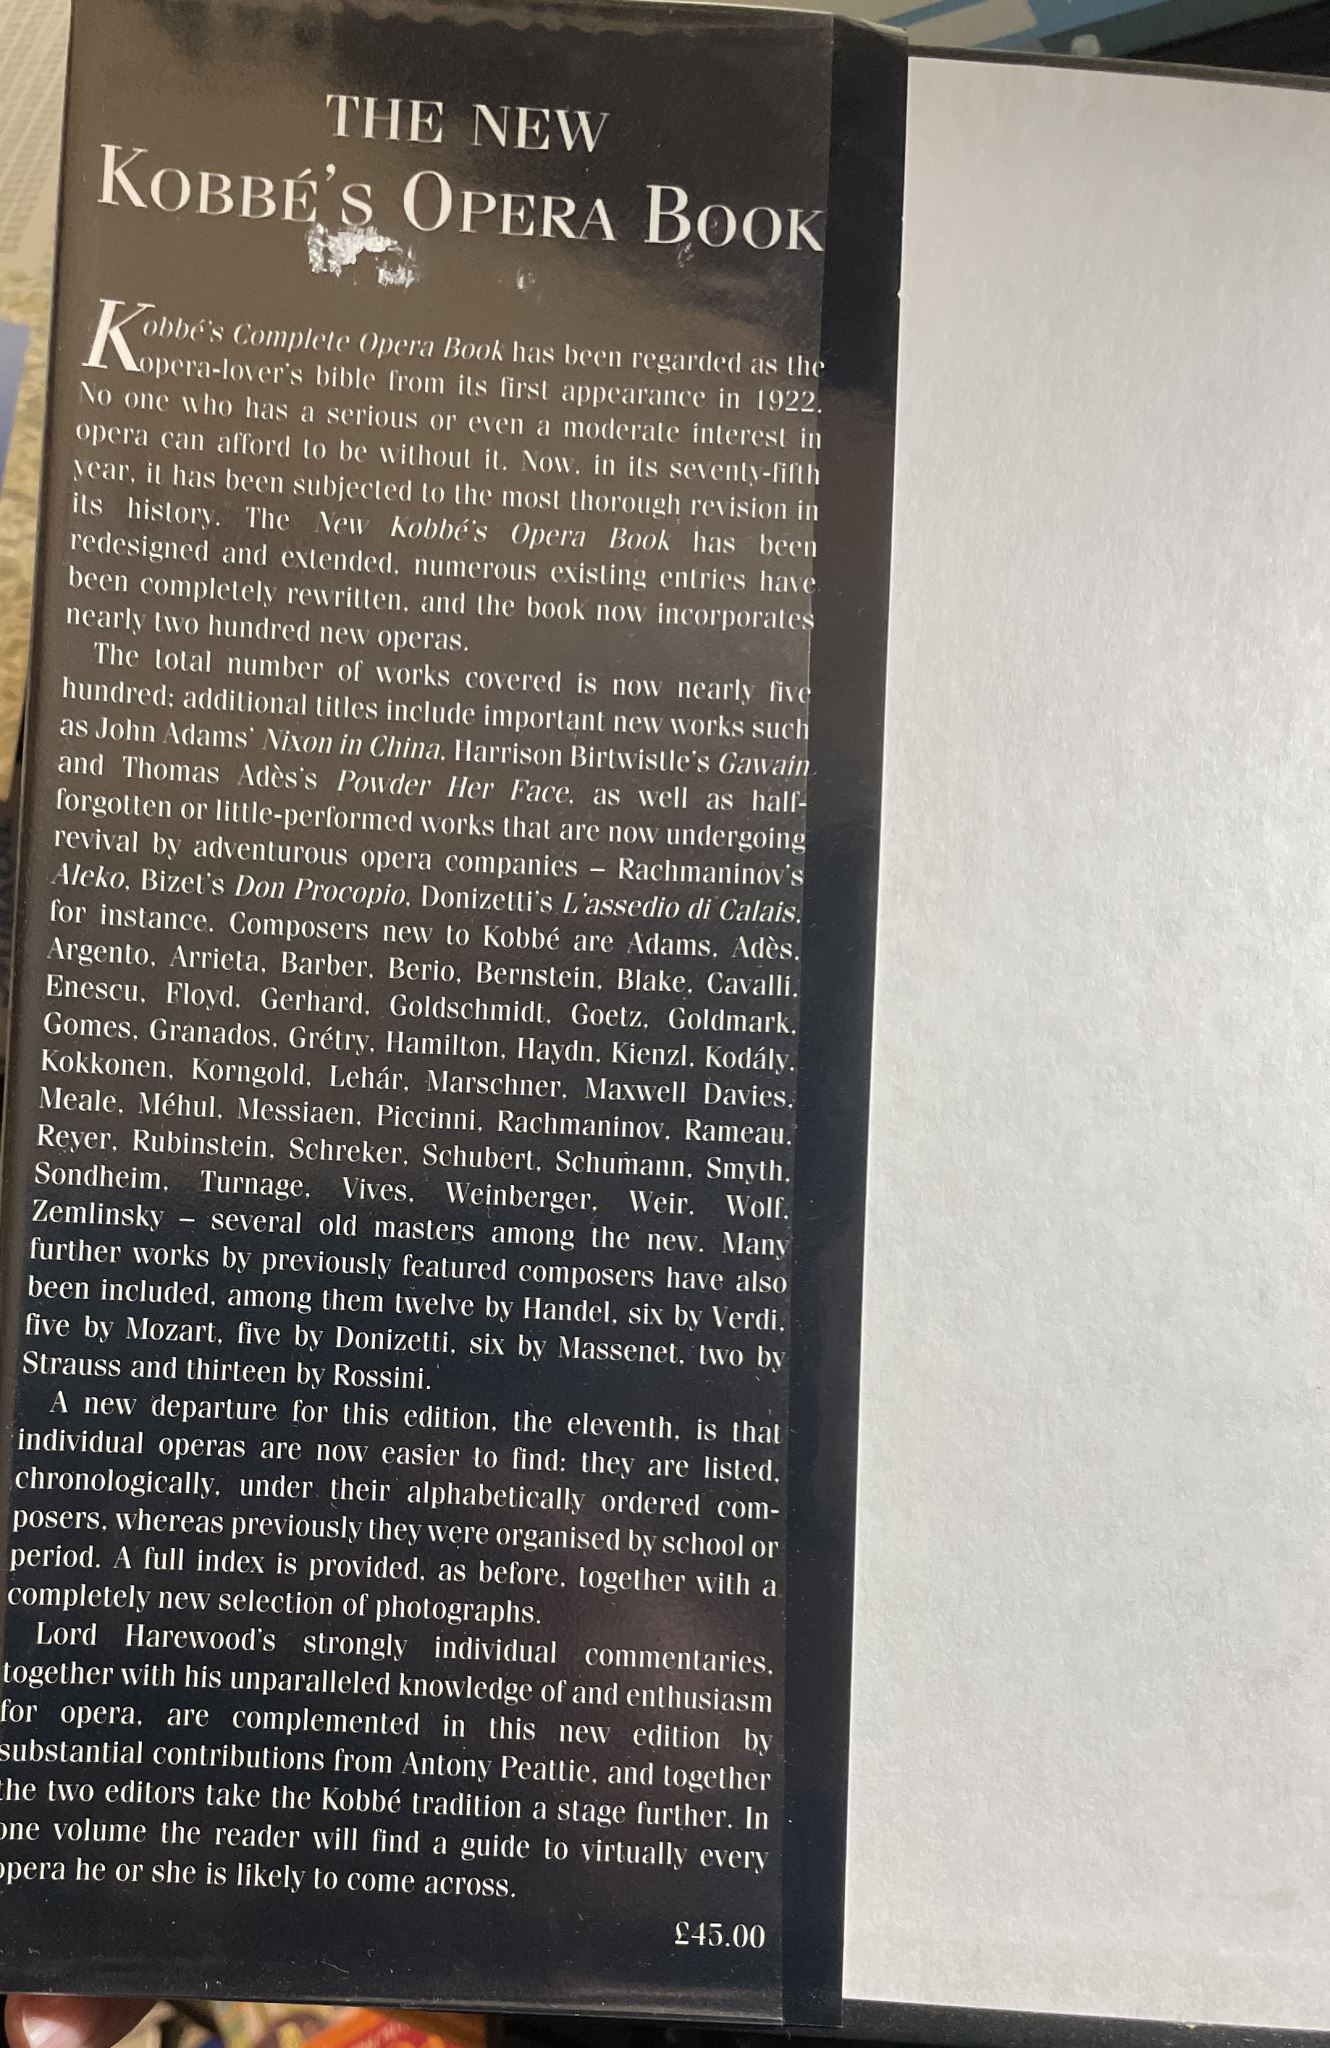 THE NEW
KOBBÉ'S OPERA BOOK
Kobbé's Complete Opera Book has been regarded as the
opera-lover's bible from its first appearance in 1922.
No one who has a serious or even a moderate interest in
opera can afford to be without it. Now, in its seventy-fifth
year, it has been subjected to the most thorough revision in
its history. The New Kobbé's Opera Book has been
redesigned and extended, numerous existing entries have
been completely rewritten, and the book now incorporates
nearly two hundred new operas.
The total number of works covered is now nearly five
hundred; additional titles include important new works such
as John Adams' Nixon in China, Harrison Birtwistle's Gawain
and Thomas Adès's Powder Her Face, as well as half-
forgotten or little-performed works that are now undergoing
revival by adventurous opera companies – Rachmaninov's
Aleko, Bizet's Don Procopio, Donizetti's L'assedio di Calais,
for instance. Composers new to Kobbé are Adams, Adès,
Argento, Arrieta, Barber, Berio, Bernstein, Blake, Cavalli,
Enescu, Floyd, Gerhard, Goldschmidt, Goetz, Goldmark,
Gomes, Granados, Grétry, Hamilton, Haydn, Kienzl, Kodály,
Kokkonen, Korngold, Lehár, Marschner, Maxwell Davies,
Meale, Méhul, Messiaen, Piccinni, Rachmaninov, Rameau,
Reyer, Rubinstein, Schreker, Schubert, Schumann, Smyth,
Sondheim, Turnage, Vives, Weinberger, Weir, Wolf,
Zemlinsky – several old masters among the new. Many
further works by previously featured composers have also
been included, among them twelve by Handel, six by Verdi,
five by Mozart, five by Donizetti, six by Massenet, two by
Strauss and thirteen by Rossini.
A new departure for this edition, the eleventh, is that
individual operas are now easier to find: they are listed,
chronologically, under their alphabetically ordered com-
posers, whereas previously they were organised by school or
period. A full index is provided, as before, together with a
completely new selection of photographs.
Lord Harewood's strongly individual commentaries,
together with his unparalleled knowledge of and enthusiasm
for opera, are complemented in this new edition by
substantial contributions from Antony Peattie, and together
the two editors take the Kobbé tradition a stage further. In
one volume the reader will find a guide to virtually every
opera he or she is likely to come across.
£45.00